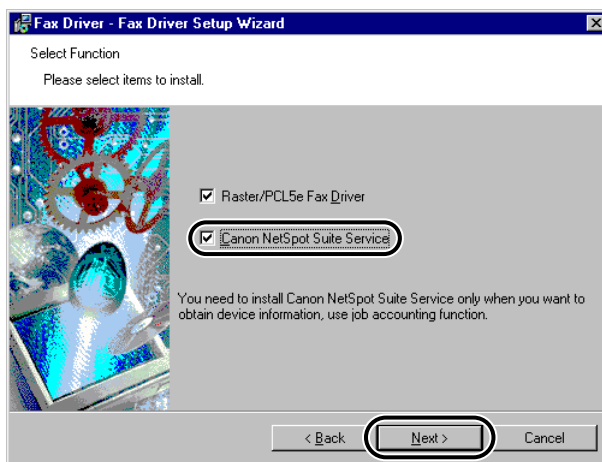 Fax Driver - Fax Driver Setup Wizard
Select Function
Please select items to install.
Raster/PCL5e Fax Driver
Canon NetSpot Suite Service
You need to install Canon NetSpot Suite Service only when you want to
obtain device information, use job accounting function.
< Back Next > Cancel